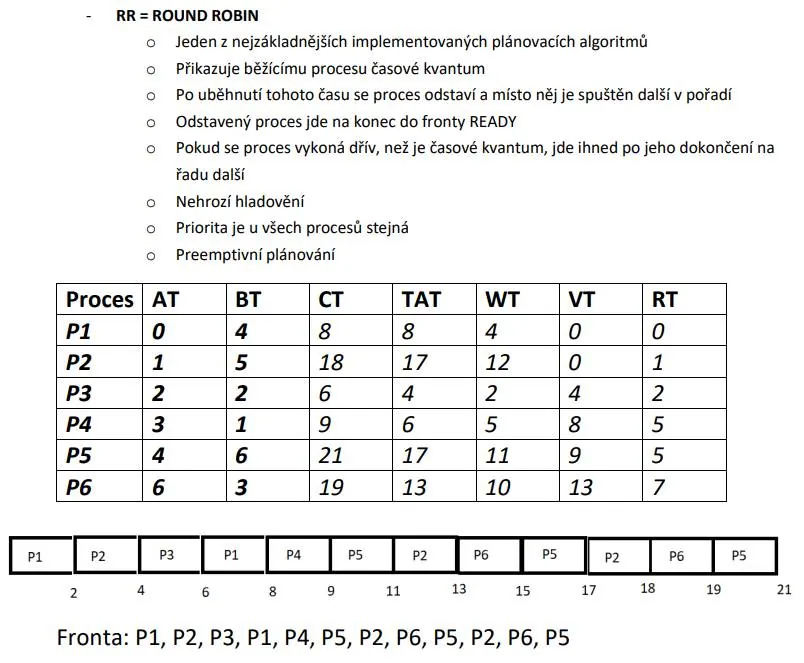 - RR = ROUND ROBIN
o Jeden z nejzákladnějších implementovaných plánovacích algoritmů
o Přikazuje běžícímu procesu časové kvantum
o Po uběhnutí tohoto času se proces odstaví a místo něj je spuštěn další v pořadí
o Odstavený proces jde na konec do fronty READY
o Pokud se proces vykoná dřív, než je časové kvantum, jde ihned po jeho dokončení na
řadu další
o Nehrozí hladovění
o Priorita je u všech procesů stejná
o Preemptivní plánování
Proces AT BT CT TAT WT VT RT
P1 0 4 8 8 4 0 0
P2 1 5 18 17 12 0 1
P3 2 2 6 4 2 4 2
P4 3 1 9 6 5 8 5
P5 4 6 21 17 11 9 5
P6 6 3 19 13 10 13 7
P1 P2 P3 P1 P4 P5 P2 P6 P5 P2 P6 P5
2 4 6 8 9 11 13 15 17 18 19 21
Fronta: P1, P2, P3, P1, P4, P5, P2, P6, P5, P2, P6, P5